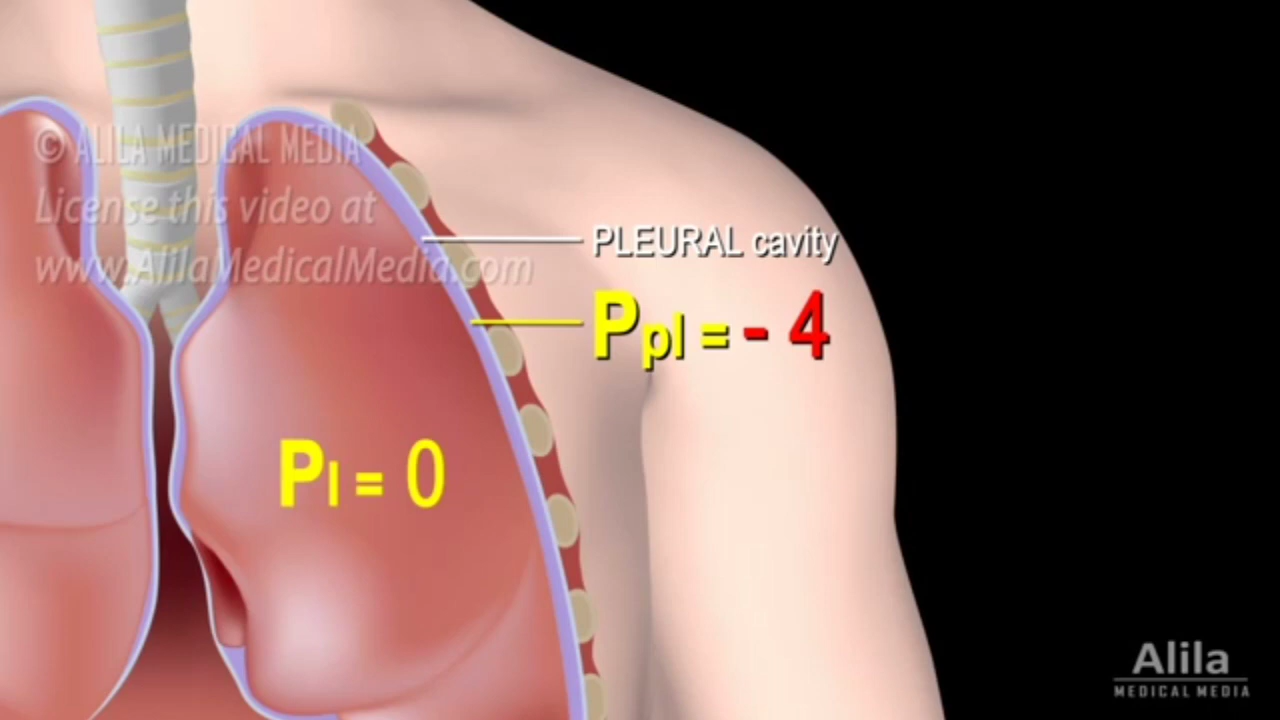 © ALILA MEDICAL MEDIA
License this video at
www.AlilaMedicalMedia.com
PLEURAL cavity
Ppl = - 4
Pl = 0
Alila
MEDICAL MEDIA